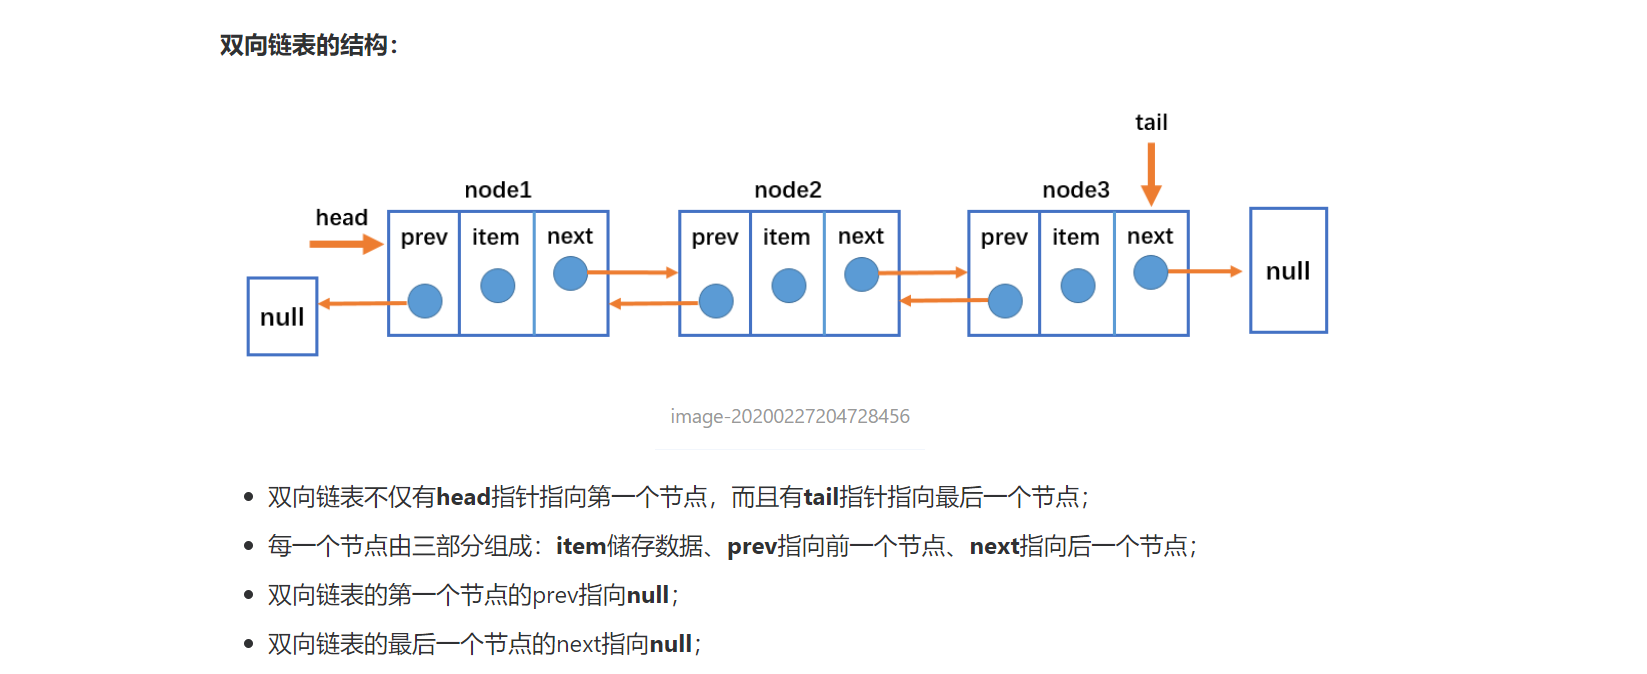 双向链表的结构：
tail
node1 node2 node3
head
prev item next prev item next prev item next
null
null
image-20200227204728456
双向链表不仅有head指针指向第一个节点，而且有tail指针指向最后一个节点；
每一个节点由三部分组成：item储存数据、prev指向前一个节点、next指向后一个节点；
双向链表的第一个节点的prev指向null；
双向链表的最后一个节点的next指向null；